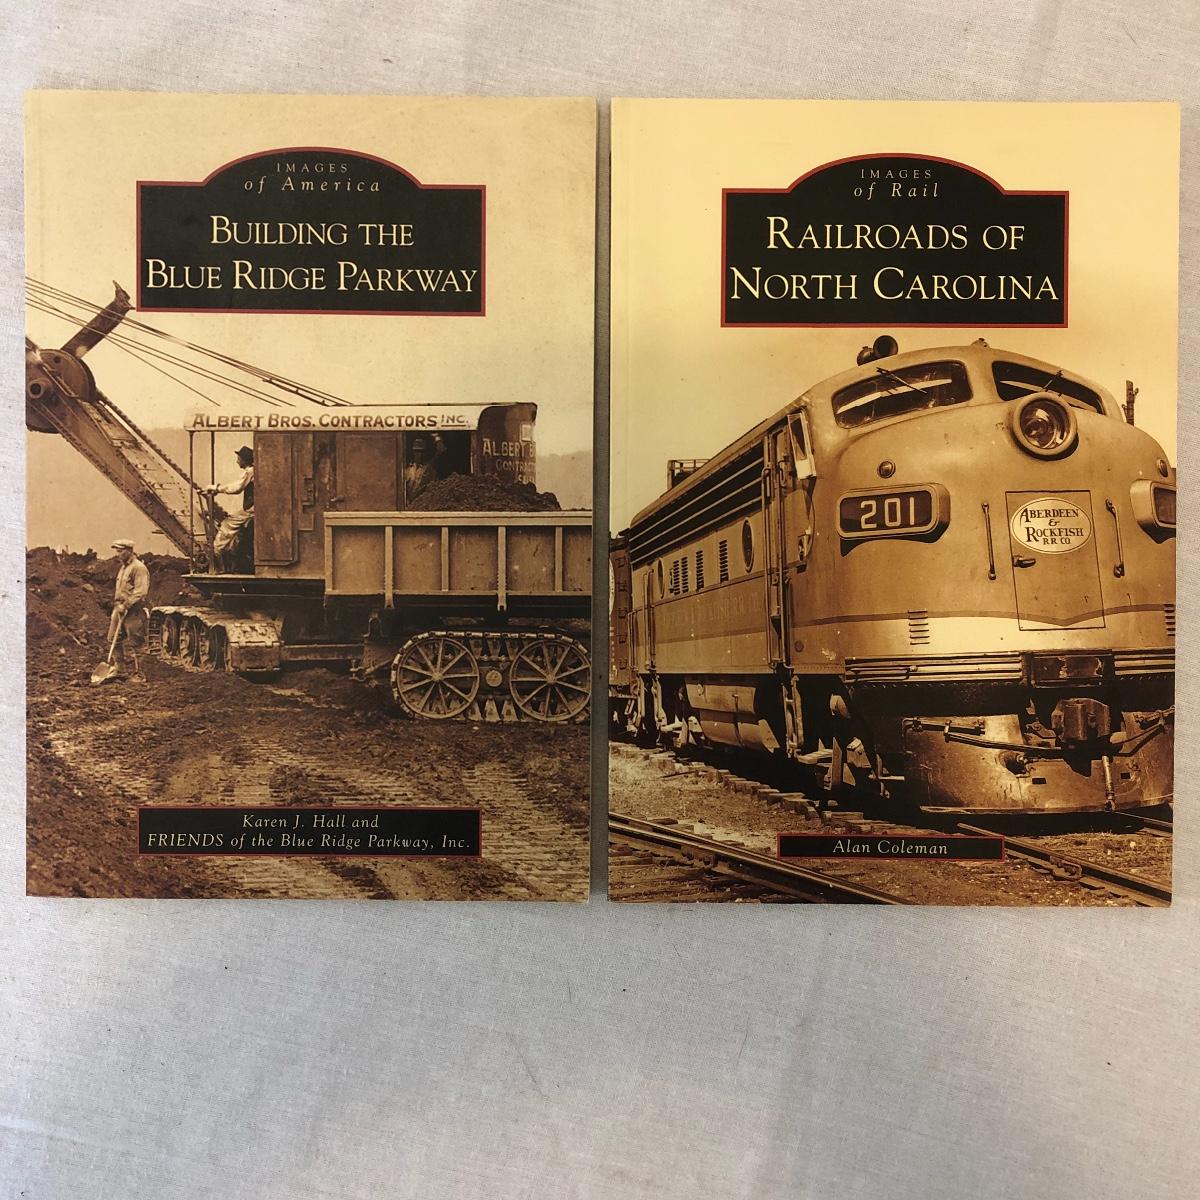 IMAGES
of America
BUILDING THE
BLUE RIDGE PARKWAY
ALBERT BROS. CONTRACTORS INC.
ALBERT
Karen J. Hall and
FRIENDS of the Blue Ridge Parkway, Inc.
IMAGES
of Rail
RAILROADS OF
NORTH CAROLINA
201
ABERDEEN
&
ROCKFISH
RR CO.
Alan Coleman